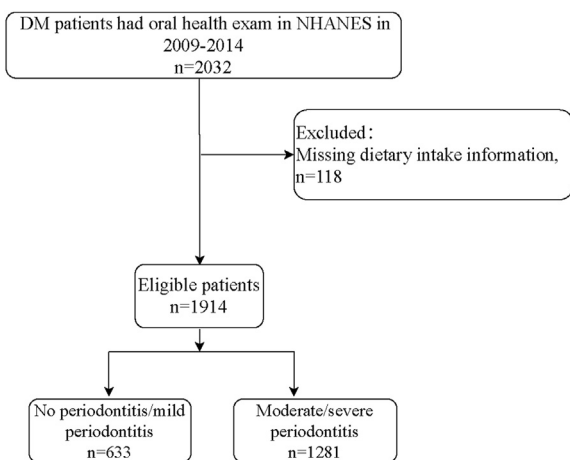 DM patients had oral health exam in NHANES in
2009-2014
n=2032
Excluded:
Missing dietary intake information,
n=118
Eligible patients
n=1914
No periodontitis/mild
periodontitis
n=633
Moderate/severe
periodontitis
n=1281